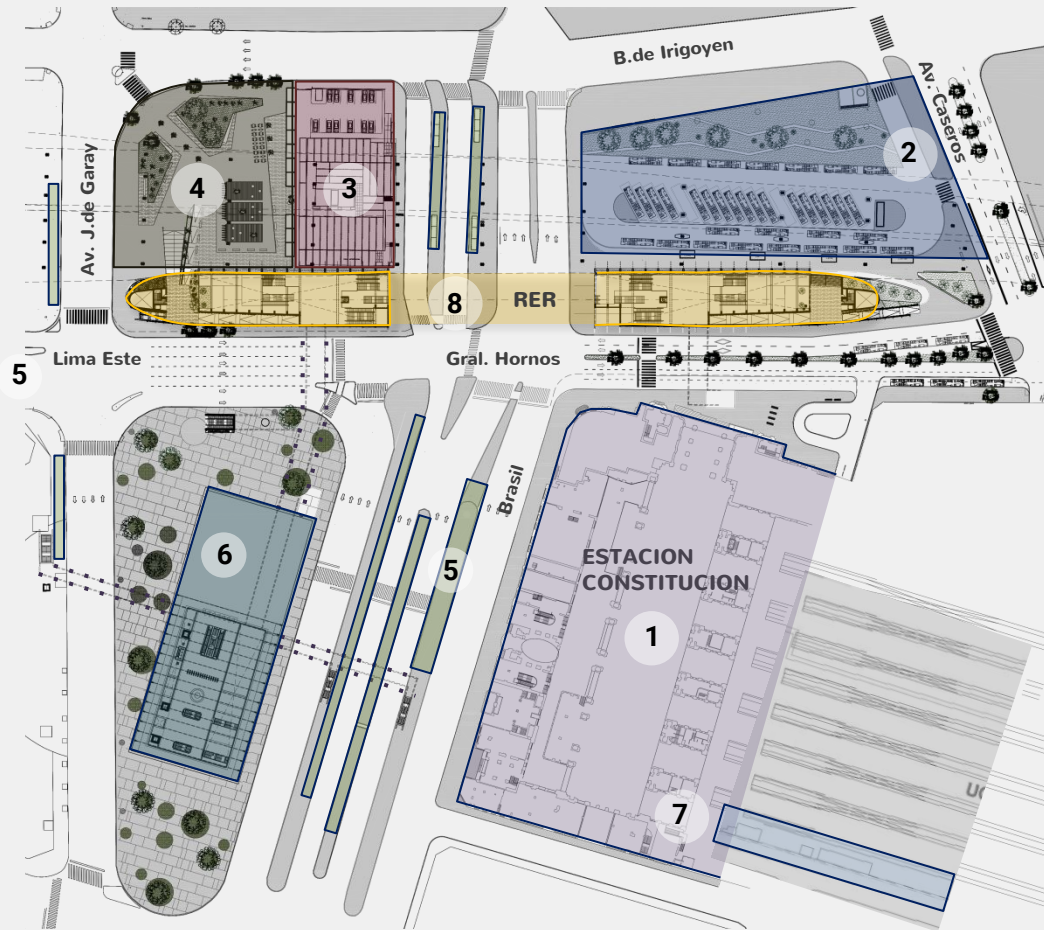 B.de Irigoyen
Av. Caseros
2
Av. J.de Garay
4
3
8
RER
Lima Este
Gral. Hornos
5
Brasil
6
5
ESTACION
CONSTITUCION
1
7